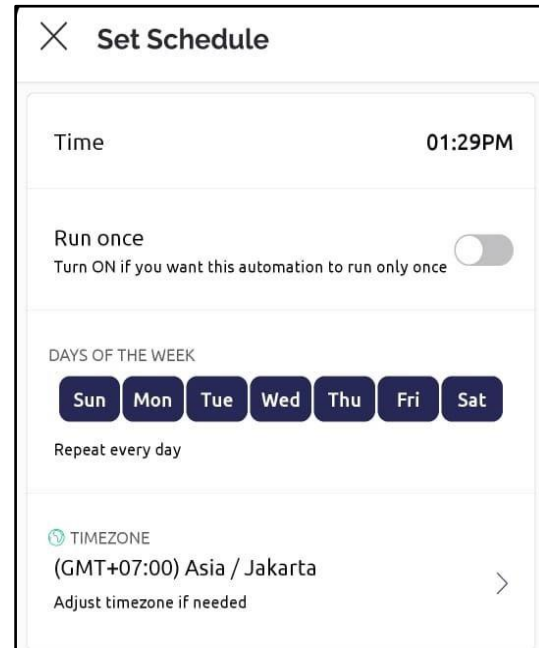 Set Schedule
Time 01:29PM
Run once
Turn ON if you want this automation to run only once
DAYS OF THE WEEK
Sun Mon Tue Wed Thu Fri Sat
Repeat every day
TIMEZONE
(GMT+07:00) Asia / Jakarta
Adjust timezone if needed